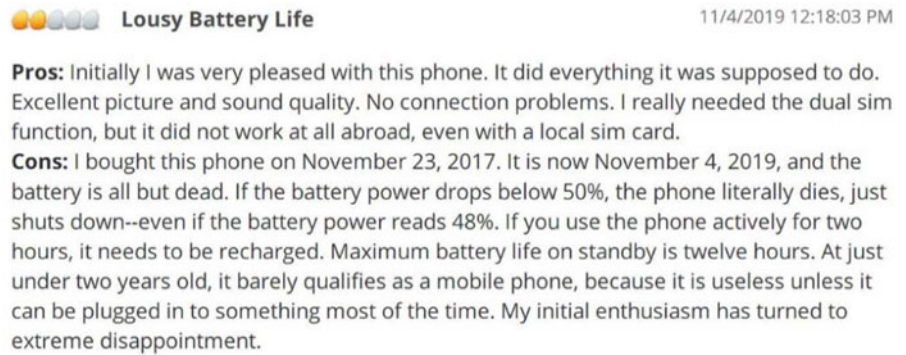 Lousy Battery Life 11/4/2019 12:18:03 PM
Pros: Initially I was very pleased with this phone. It did everything it was supposed to do.
Excellent picture and sound quality. No connection problems. I really needed the dual sim
function, but it did not work at all abroad, even with a local sim card.
Cons: I bought this phone on November 23, 2017. It is now November 4, 2019, and the
battery is all but dead. If the battery power drops below 50%, the phone literally dies, just
shuts down--even if the battery power reads 48%. If you use the phone actively for two
hours, it needs to be recharged. Maximum battery life on standby is twelve hours. At just
under two years old, it barely qualifies as a mobile phone, because it is useless unless it
can be plugged in to something most of the time. My initial enthusiasm has turned to
extreme disappointment.